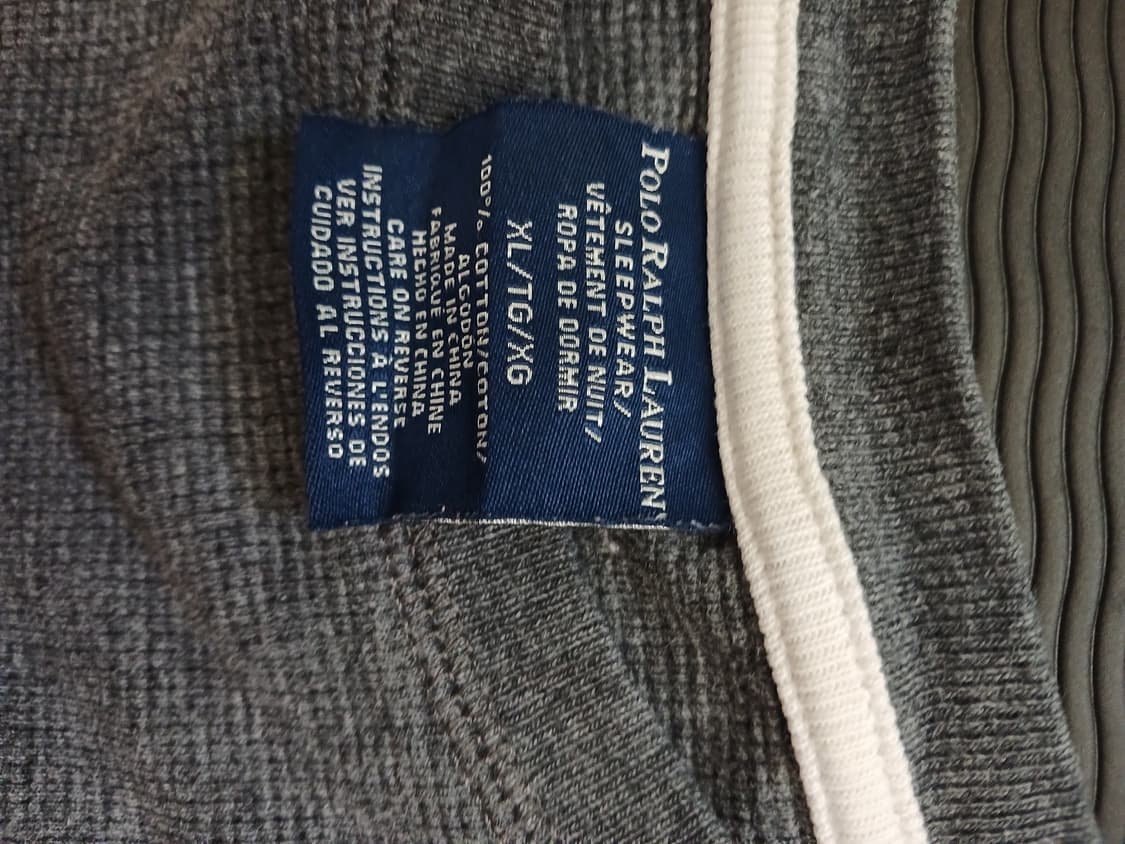 POLO RALPH LAUREN
SLEEPWEAR/
VÊTEMENT DE NUIT/
ROPA DE DORMIR
XL/TG/XG
100% COTTON/COTON/
ALGODÓN
MADE IN CHINA
FABRIQUÉ EN CHINE
HECHO EN CHINA
CARE ON REVERSE
INSTRUCTIONS À L'ENDOS
VER INSTRUCCIONES DE
CUIDADO AL REVERSO